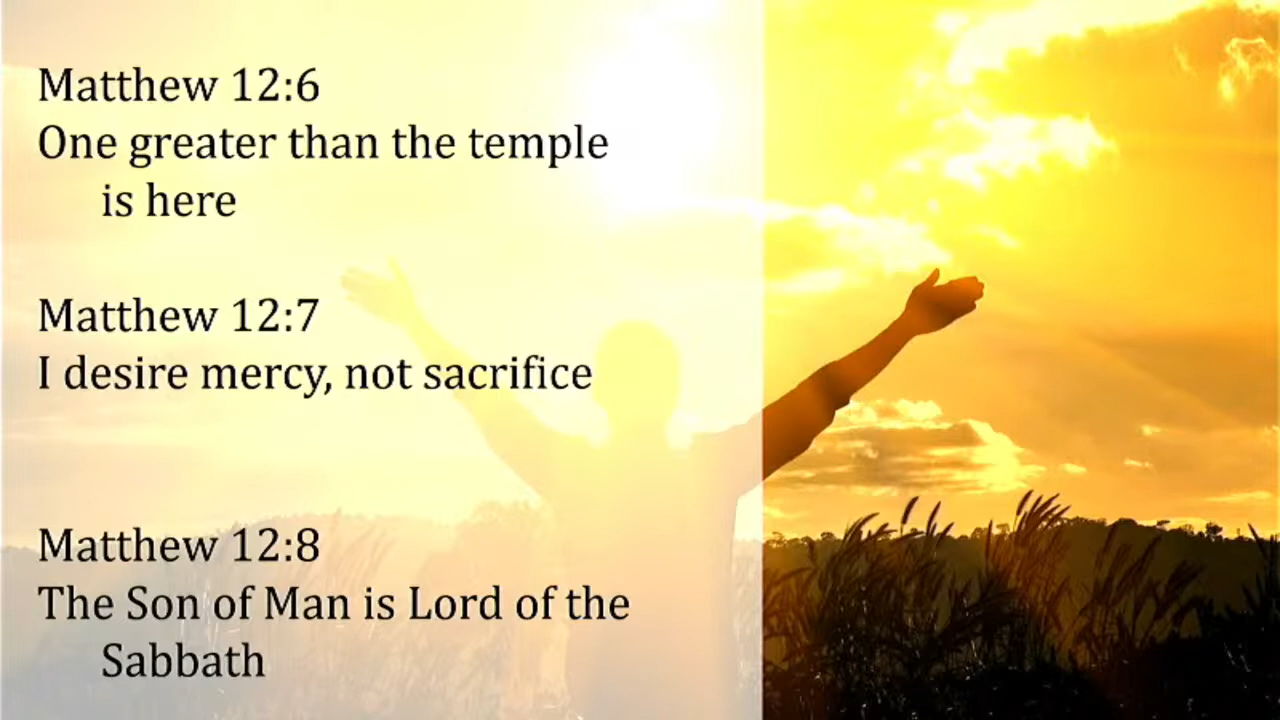 Matthew 12:6
One greater than the temple
is here
Matthew 12:7
I desire mercy, not sacrifice
Matthew 12:8
The Son of Man is Lord of the
Sabbath